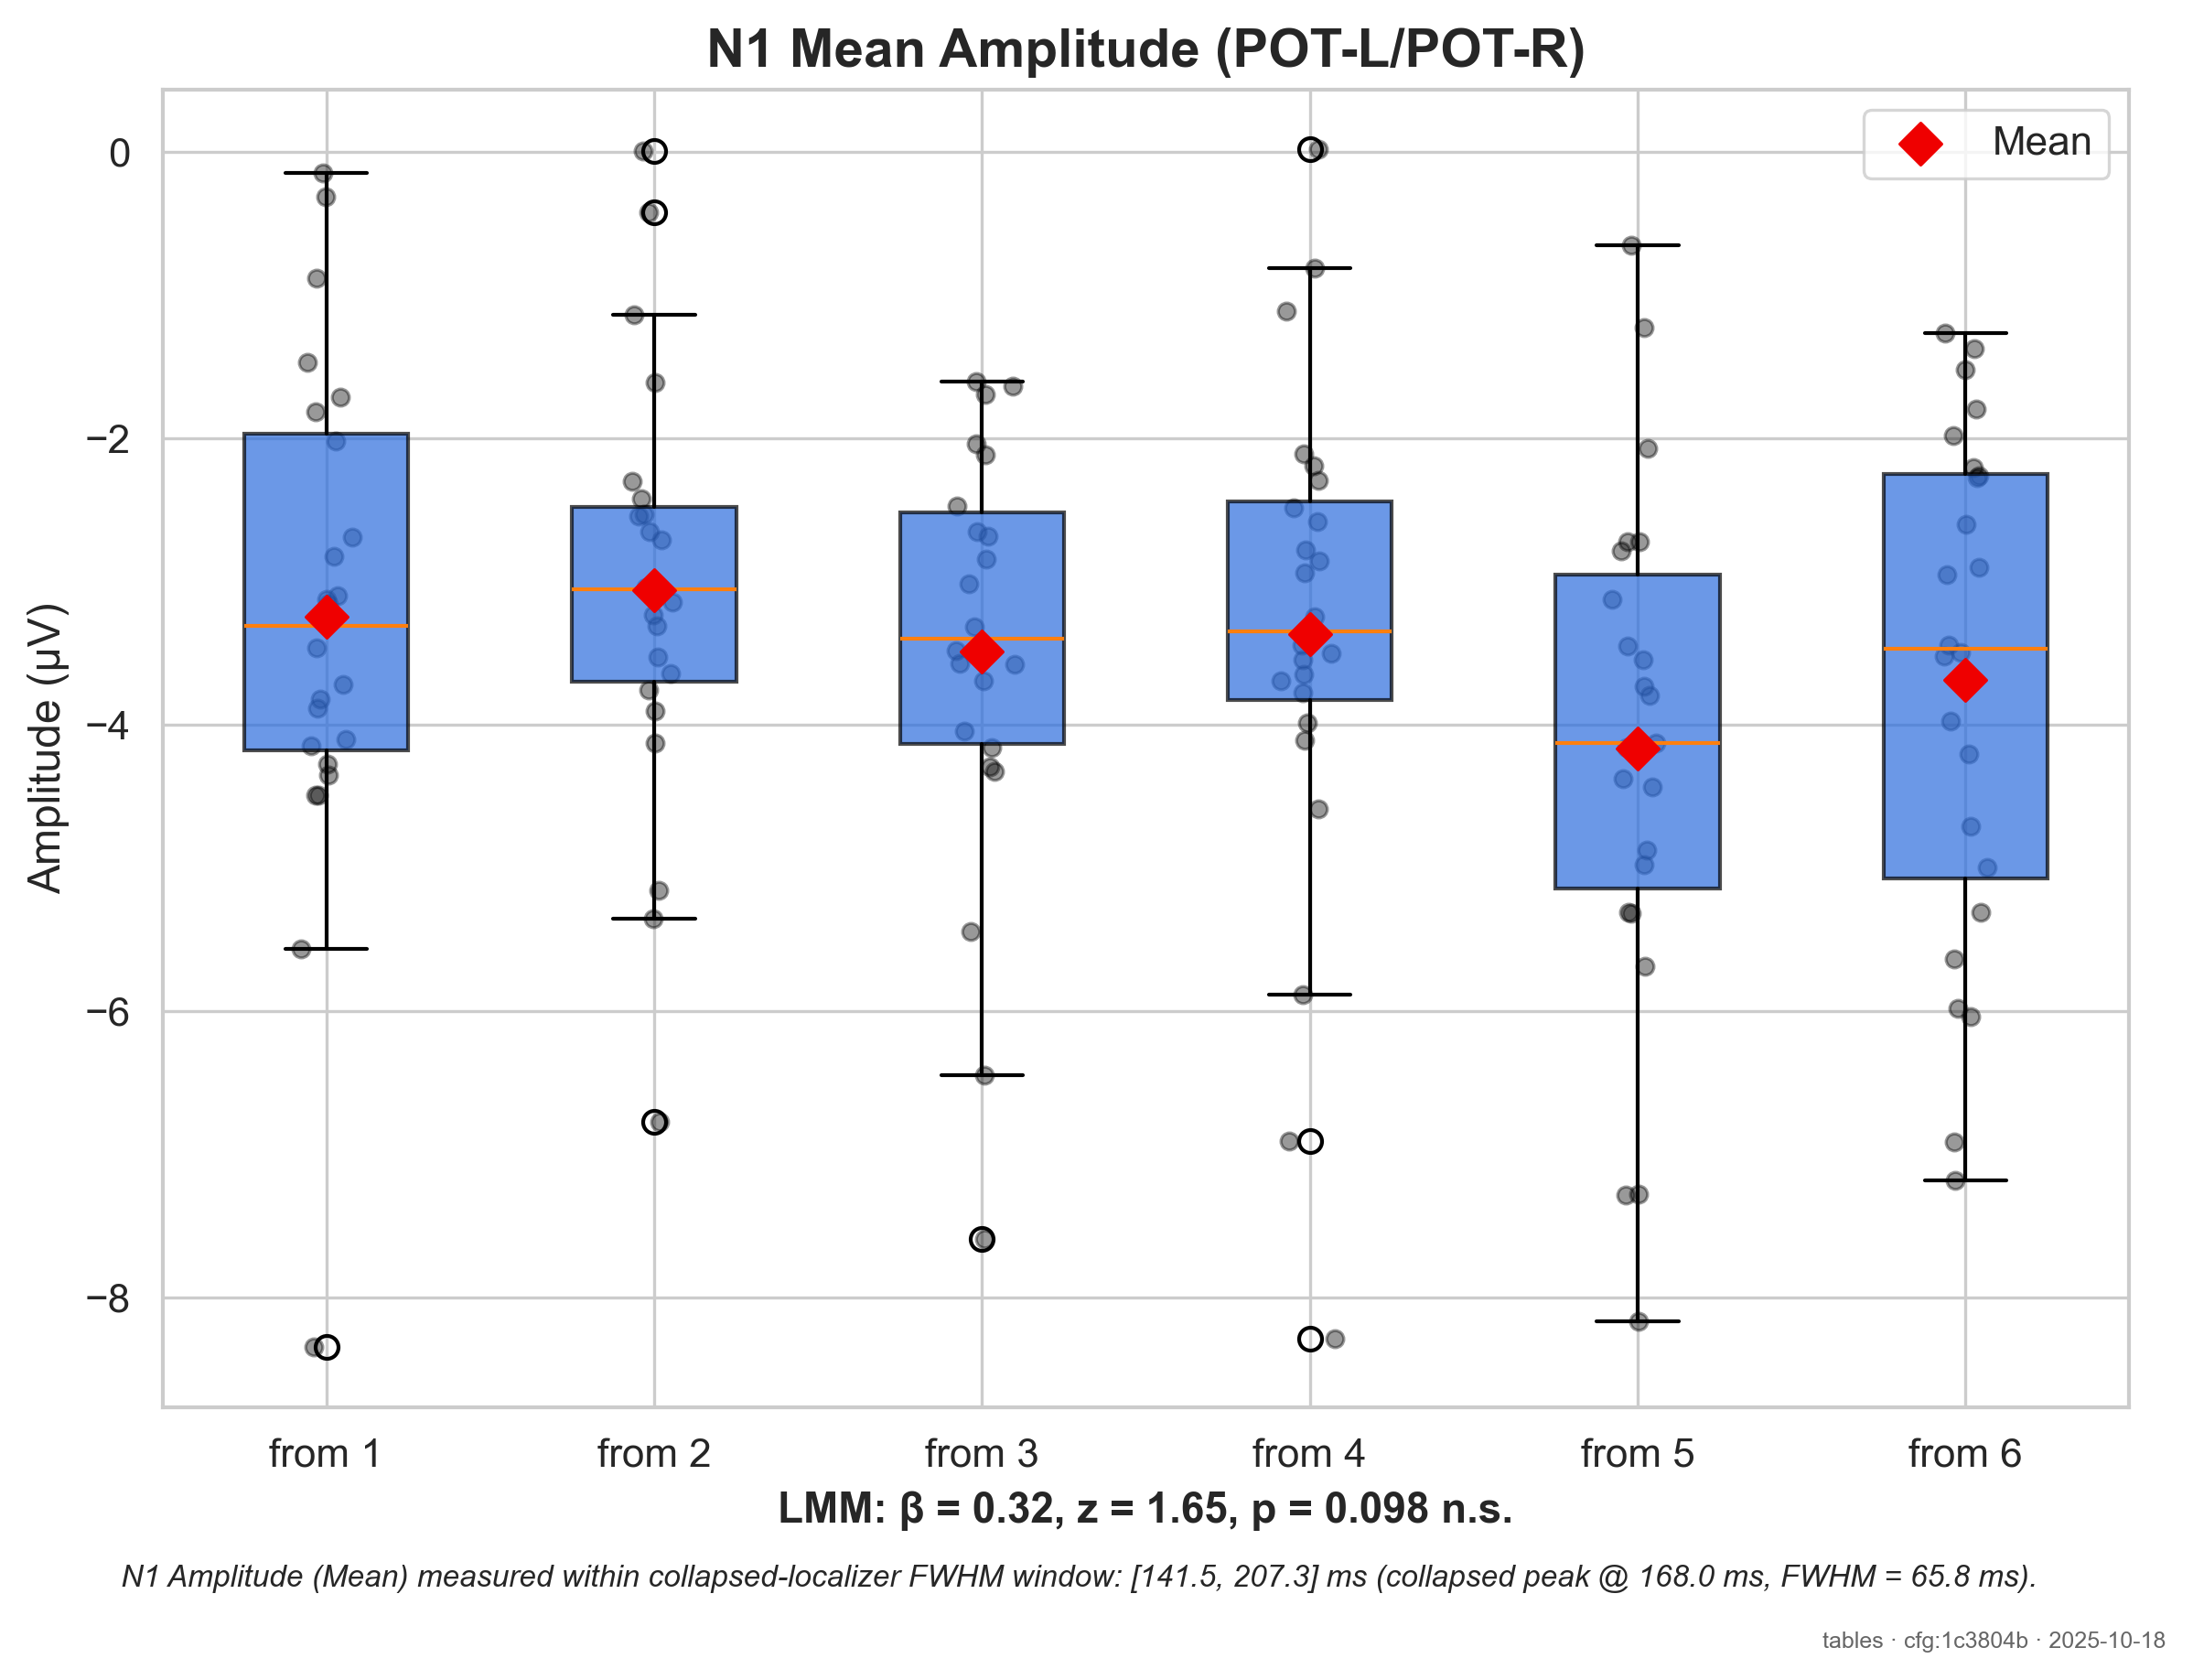 N1 Mean Amplitude (POT-L/POT-R)
Mean
Amplitude (µV)
0
−2
−4
−6
−8
from 1 from 2 from 3 from 4 from 5 from 6
LMM: β = 0.32, z = 1.65, p = 0.098 n.s.
N1 Amplitude (Mean) measured within collapsed-localizer FWHM window: [141.5, 207.3] ms (collapsed peak @ 168.0 ms, FWHM = 65.8 ms).
tables · cfg:1c3804b · 2025-10-18